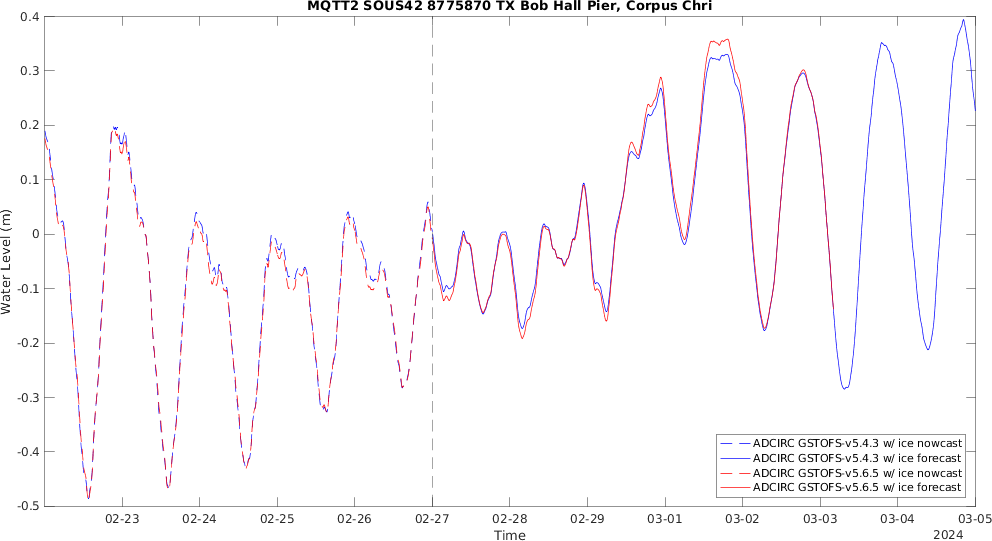 MQTT2 SOUS42 8775870 TX Bob Hall Pier, Corpus Chri
0.4
0.3
0.2
0.1
0
-0.1
-0.2
-0.3
-0.4
-0.5
Water Level (m)
ADCIRC GSTOFS-v5.4.3 w/ ice nowcast
ADCIRC GSTOFS-v5.4.3 w/ ice forecast
ADCIRC GSTOFS-v5.6.5 w/ ice nowcast
ADCIRC GSTOFS-v5.6.5 w/ ice forecast
02-23 02-24 02-25 02-26 02-27 02-28 02-29 03-01 03-02 03-03 03-04 03-05
Time
2024